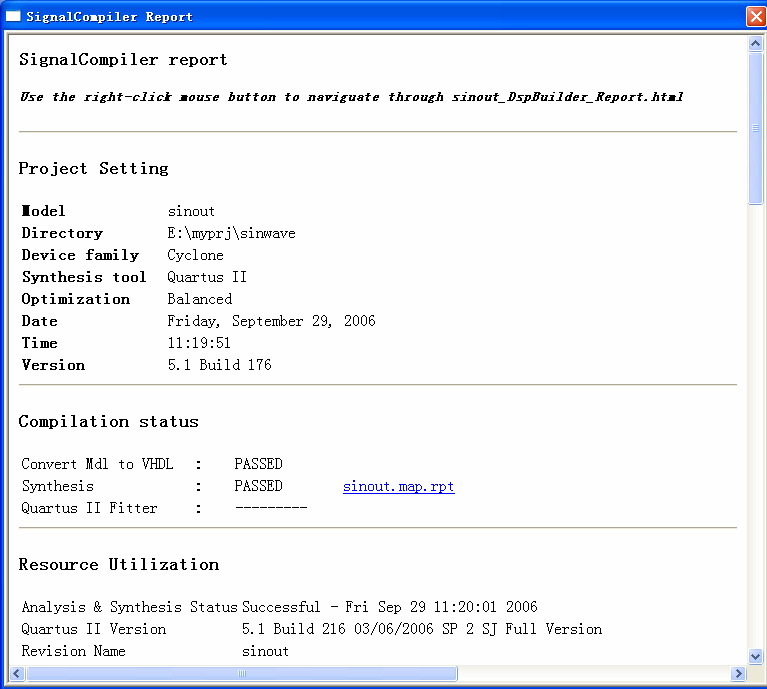 SignalCompiler Report
SignalCompiler report
Use the right-click mouse button to naviguate through sinout_DspBuilder_Report.html
Project Setting
Model sinout
Directory E:\myprj\sinwave
Device family Cyclone
Synthesis tool Quartus II
Optimization Balanced
Date Friday, September 29, 2006
Time 11:19:51
Version 5.1 Build 176
Compilation status
Convert Mdl to VHDL : PASSED
Synthesis : PASSED sinout.map.rpt
Quartus II Fitter : ---------
Resource Utilization
Analysis & Synthesis Status Successful - Fri Sep 29 11:20:01 2006
Quartus II Version 5.1 Build 216 03/06/2006 SP 2 SJ Full Version
Revision Name sinout